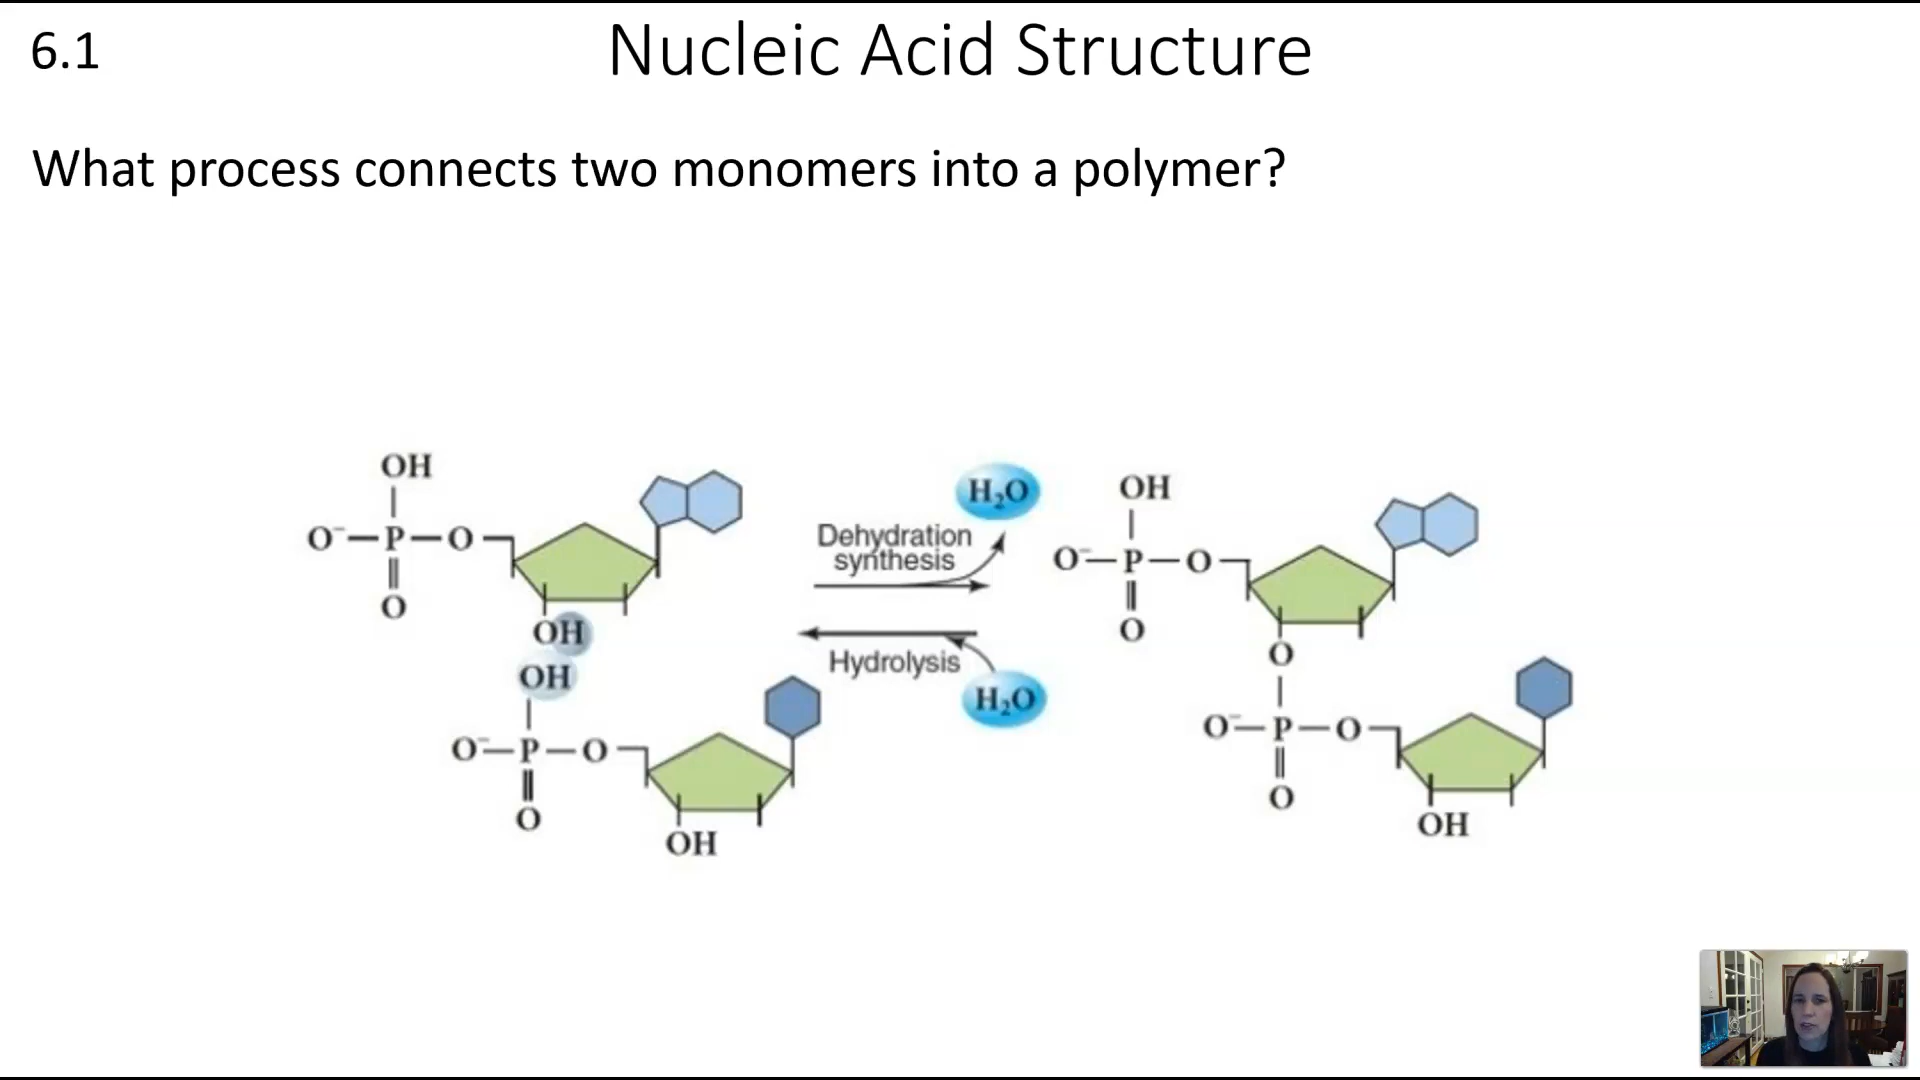 6.1
Nucleic Acid Structure
What process connects two monomers into a polymer?
OH
O⁻—P—O
O
OH
OH
O⁻—P—O
O
OH
Dehydration
synthesis
H₂O
Hydrolysis
H₂O
OH
O⁻—P—O
O
O
O⁻—P—O
O
OH